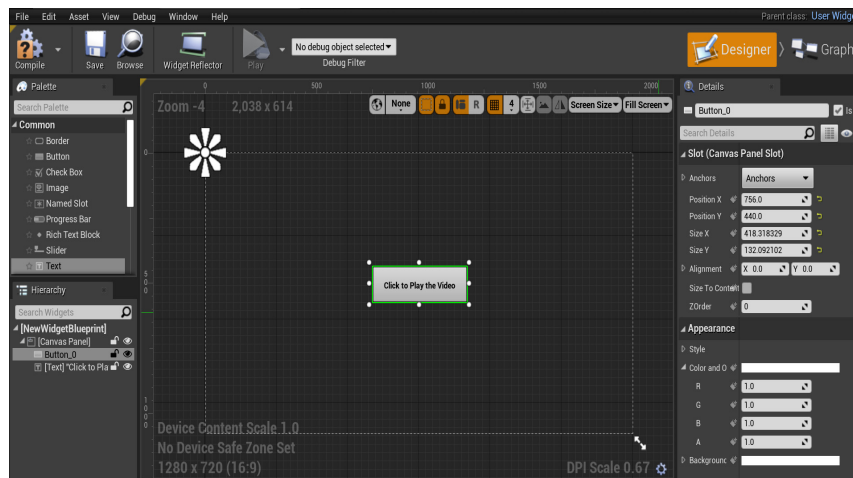 File Edit Asset View Debug Window Help
Parent class: User Widge
Compile Save Browse Widget Reflector Play No debug object selected Debug Filter
Designer Graph
Palette
Search Palette
Common
Border
Button
Check Box
Image
Named Slot
Progress Bar
Rich Text Block
Slider
Text
Hierarchy
Search Widgets
[NewWidgetBlueprint]
[Canvas Panel]
Button_0
[Text] "Click to Pla
0 500 1000 1500 2000
Zoom -4 2,038 x 614
None R 4 Screen Size Fill Screen
0
500
1000
Click to Play the Video
Device Content Scale 1.0
No Device Safe Zone Set
1280 x 720 (16:9)
DPI Scale 0.67
Details
Button_0 Is
Search Details
Slot (Canvas Panel Slot)
Anchors Anchors
Position X 756.0
Position Y 440.0
Size X 418.318329
Size Y 132.092102
Alignment X 0.0 Y 0.0
Size To Content
ZOrder 0
Appearance
Style
Color and O
R 1.0
G 1.0
B 1.0
A 1.0
Backgrounc